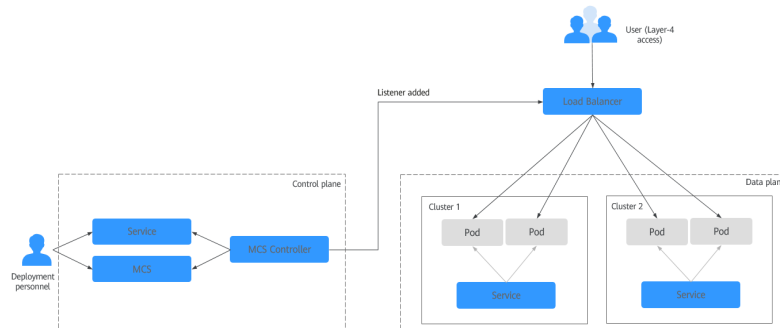 User (Layer-4
access)
Load Balancer
Listener added
Control plane
Data plan
Cluster 1
Cluster 2
Pod
Pod
Pod
Pod
Service
MCS Controller
MCS
Deployment
personnel
Service
Service